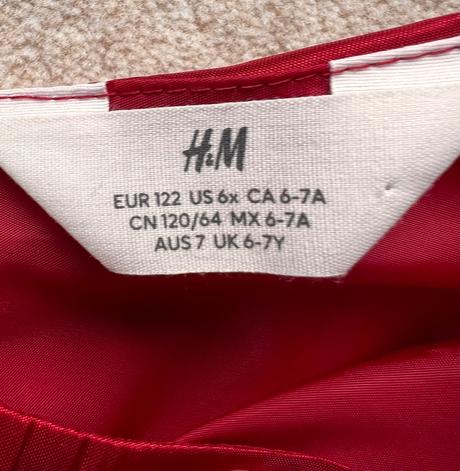 H&M
EUR 122 US 6x CA 6-7A
CN 120/64 MX 6-7A
AUS 7 UK 6-7Y